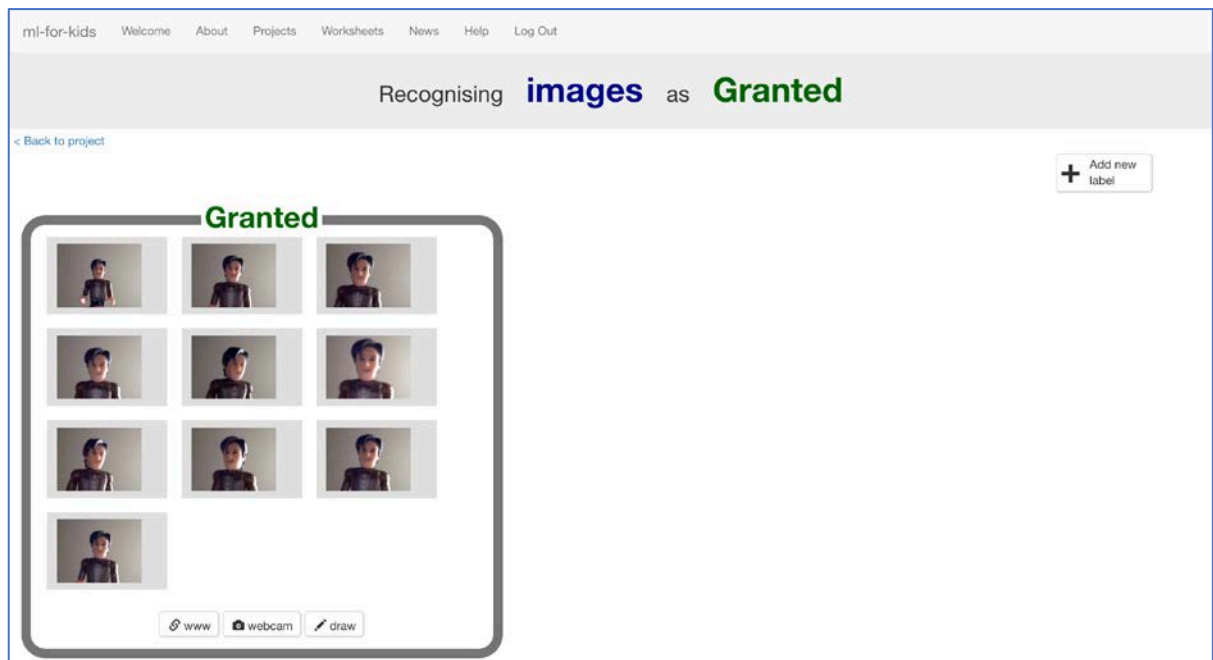 ml-for-kids Welcome About Projects Worksheets News Help Log Out
Recognising images as Granted
< Back to project
Add new
label
Granted
www webcam draw